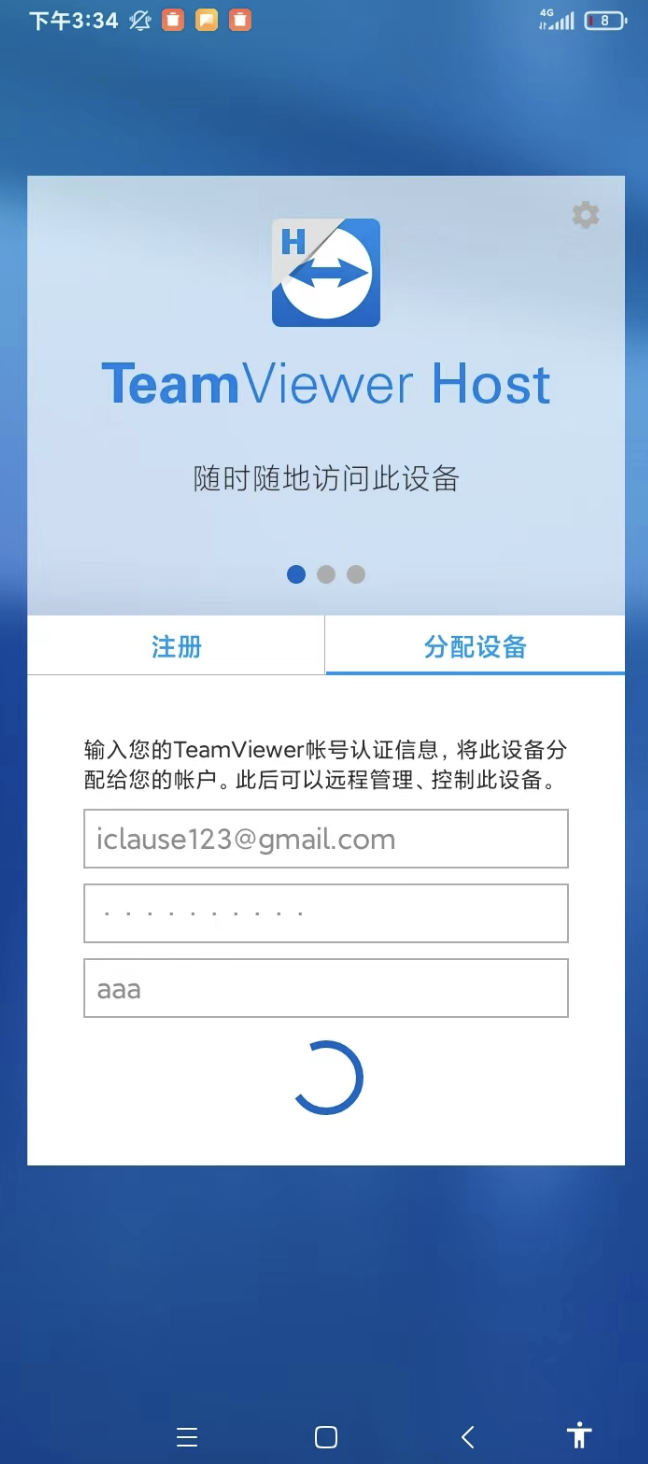 下午3:34
4G
8
H
TeamViewer Host
随时随地访问此设备
注册
分配设备
输入您的TeamViewer帐号认证信息，将此设备分
配给您的帐户。此后可以远程管理、控制此设备。
iclause123@gmail.com
··········
aaa